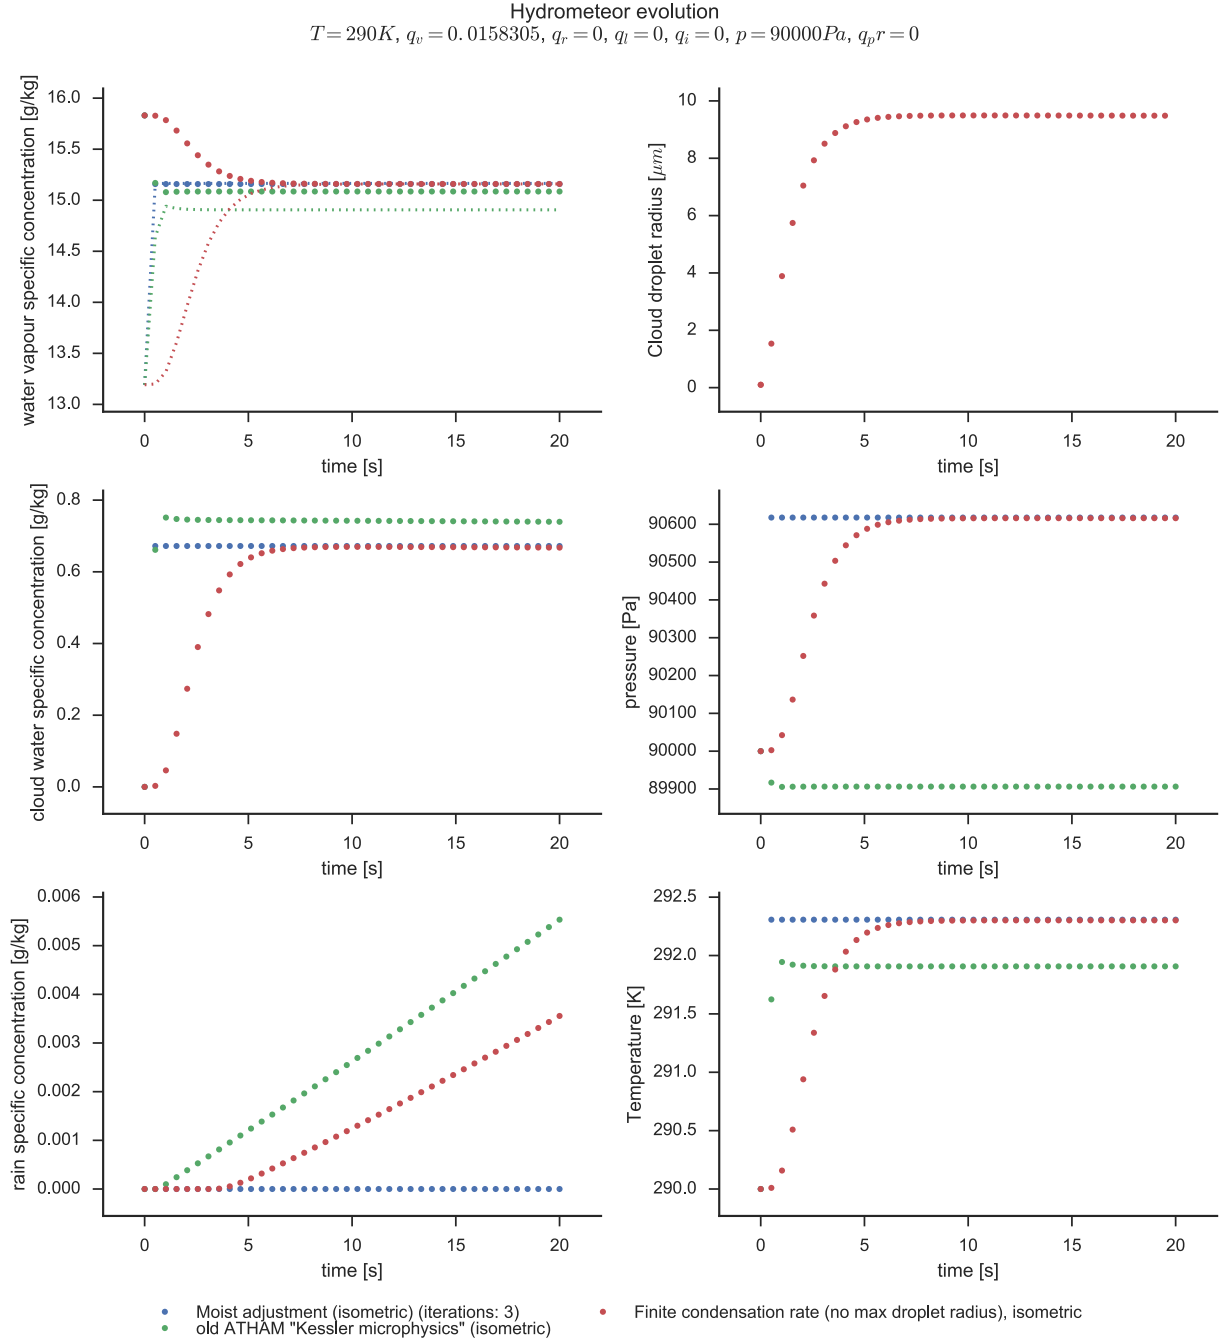 Hydrometeor evolution
T = 290K, q_v = 0.0158305, q_r = 0, q_l = 0, q_i = 0, p = 90000Pa, q_p r = 0
water vapour specific concentration [g/kg]
16.0
15.5
15.0
14.5
14.0
13.5
13.0
0 5 10 15 20
time [s]
Cloud droplet radius [μm]
10
8
6
4
2
0
0 5 10 15 20
time [s]
cloud water specific concentration [g/kg]
0.8
0.6
0.4
0.2
0.0
0 5 10 15 20
time [s]
pressure [Pa]
90600
90500
90400
90300
90200
90100
90000
89900
0 5 10 15 20
time [s]
rain specific concentration [g/kg]
0.006
0.005
0.004
0.003
0.002
0.001
0.000
0 5 10 15 20
time [s]
Temperature [K]
292.5
292.0
291.5
291.0
290.5
290.0
0 5 10 15 20
time [s]
Moist adjustment (isometric) (iterations: 3)
old ATHAM "Kessler microphysics" (isometric)
Finite condensation rate (no max droplet radius), isometric